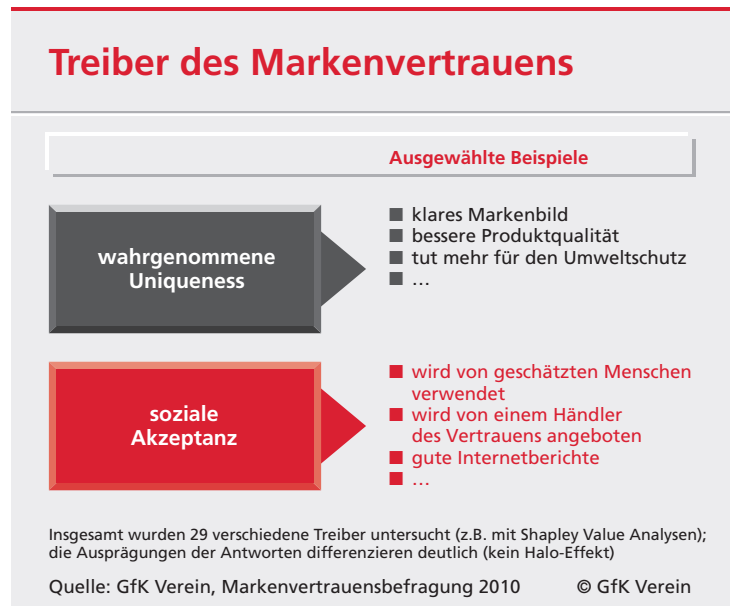 Treiber des Markenvertrauens
Ausgewählte Beispiele
wahrgenommene
Uniqueness
■ klares Markenbild
■ bessere Produktqualität
■ tut mehr für den Umweltschutz
■ …
soziale
Akzeptanz
■ wird von geschätzten Menschen
verwendet
■ wird von einem Händler
des Vertrauens angeboten
■ gute Internetberichte
■ …
Insgesamt wurden 29 verschiedene Treiber untersucht (z.B. mit Shapley Value Analysen);
die Ausprägungen der Antworten differenzieren deutlich (kein Halo-Effekt)
Quelle: GfK Verein, Markenvertrauensbefragung 2010 © GfK Verein